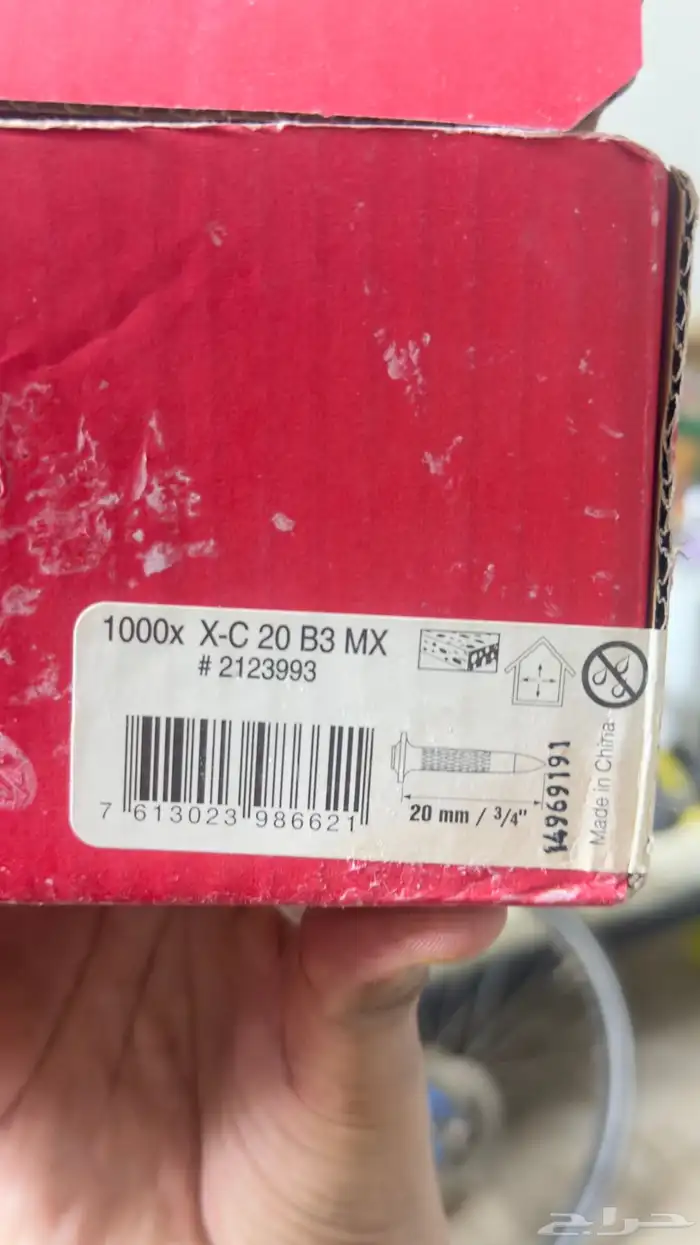 1000x X-C 20 B3 MX
# 2123993
7 613023 986621
20 mm / 3/4"
14969191
Made in China
حراج